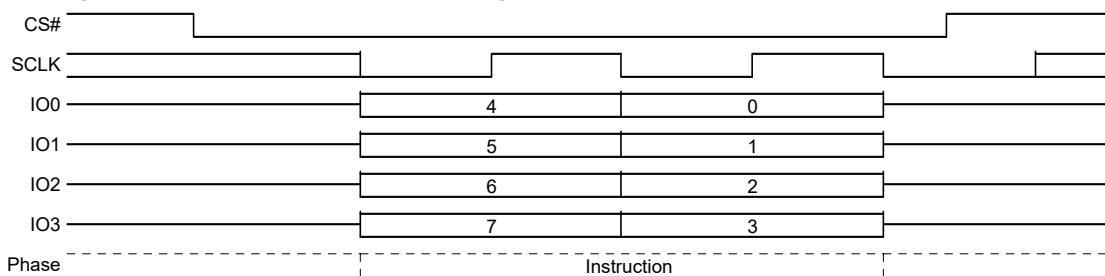 CS#
SCLK
IO0 4 0
IO1 5 1
IO2 6 2
IO3 7 3
Phase Instruction